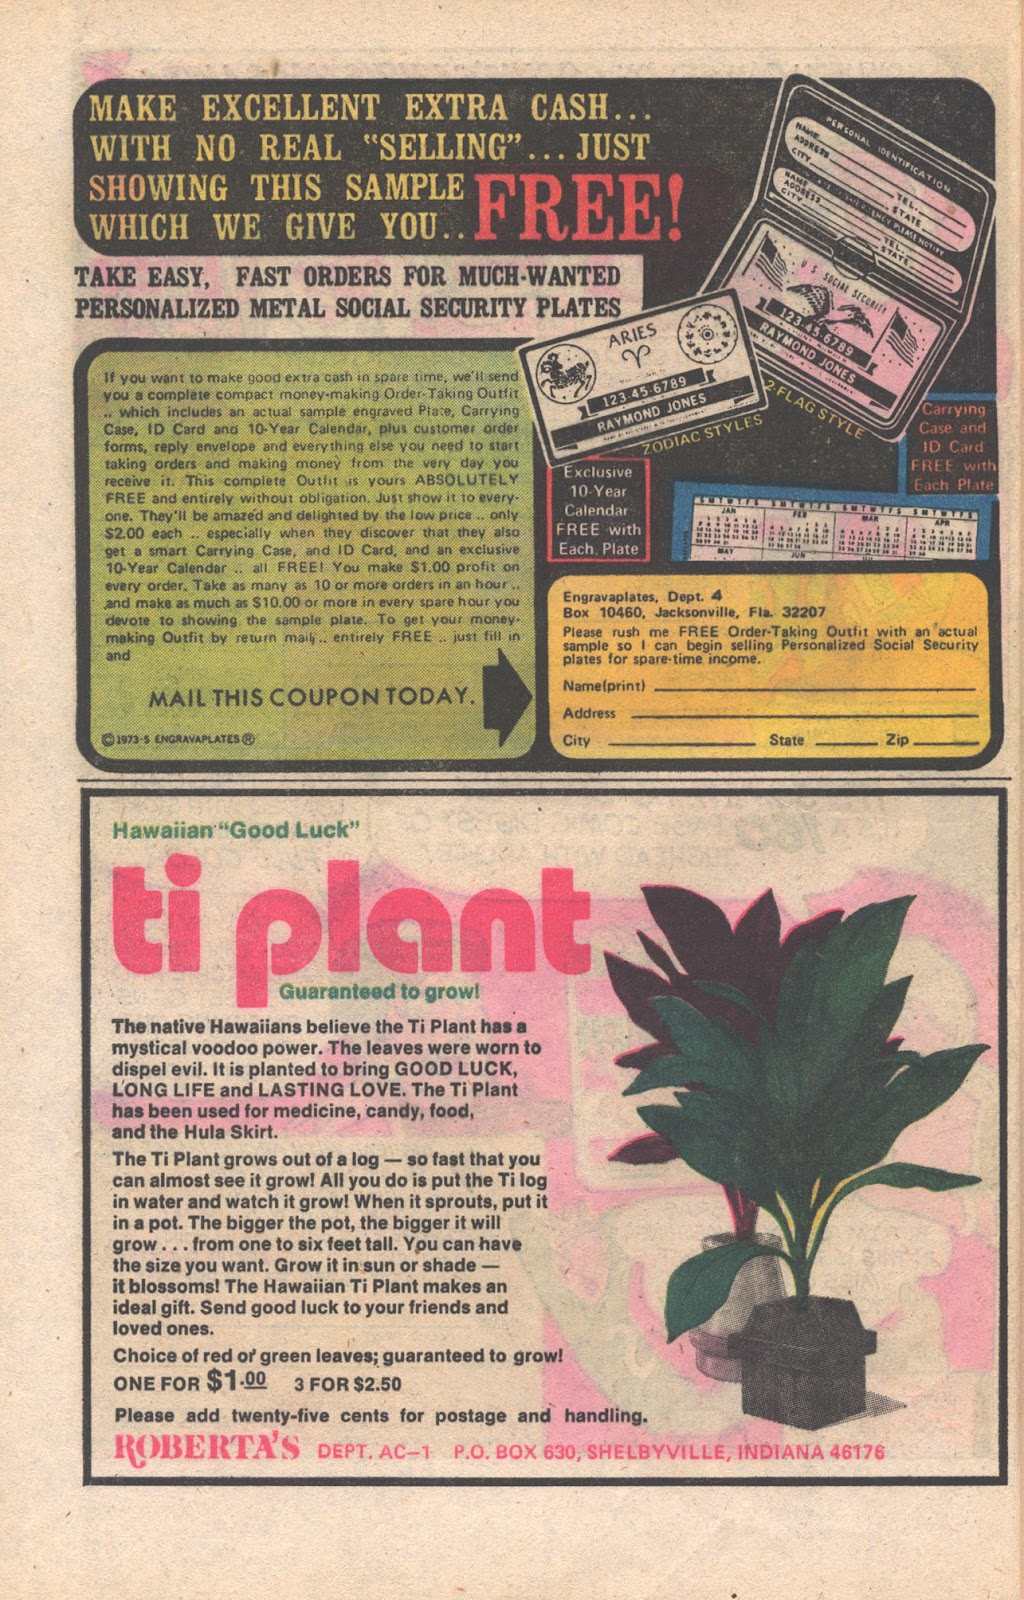 MAKE EXCELLENT EXTRA CASH...
WITH NO REAL "SELLING"... JUST
SHOWING THIS SAMPLE
WHICH WE GIVE YOU.. FREE!
TAKE EASY, FAST ORDERS FOR MUCH-WANTED
PERSONALIZED METAL SOCIAL SECURITY PLATES
PERSONAL IDENTIFICATION
NAME
ADDRESS
CITY
TEL.
STATE
NAME
ADDRESS
CITY
TEL.
STATE
U S SOCIAL SECURITY
123-45-6789
RAYMOND JONES
2-FLAG STYLE
ARIES
123-45-6789
RAYMOND JONES
ZODIAC STYLES
If you want to make good extra cash in spare time, we'll send
you a complete compact money-making Order-Taking Outfit
.. which includes an actual sample engraved Plate, Carrying
Case, ID Card and 10-Year Calendar, plus customer order
forms, reply envelope and everything else you need to start
taking orders and making money from the very day you
receive it. This complete Outfit is yours ABSOLUTELY
FREE and entirely without obligation. Just show it to every-
one. They'll be amazed and delighted by the low price .. only
$2.00 each .. especially when they discover that they also
get a smart Carrying Case, and ID Card, and an exclusive
10-Year Calendar .. all FREE! You make $1.00 profit on
every order. Take as many as 10 or more orders in an hour ..
and make as much as $10.00 or more in every spare hour you
devote to showing the sample plate. To get your money-
making Outfit by return mail .. entirely FREE .. just fill in
and
MAIL THIS COUPON TODAY.
© 1973-S ENGRAVAPLATES ®
Exclusive
10-Year
Calendar
FREE with
Each Plate
Carrying
Case and
ID Card
FREE with
Each Plate
SMTWTFS SMTWTFS SMTWTFS SMTWTFS
JAN FEB MAR APR
MAY JUN
Engravaplates, Dept. 4
Box 10460, Jacksonville, Fla. 32207
Please rush me FREE Order-Taking Outfit with an actual
sample so I can begin selling Personalized Social Security
plates for spare-time income.
Name(print)
Address
City State Zip
Hawaiian "Good Luck"
ti plant
Guaranteed to grow!
The native Hawaiians believe the Ti Plant has a
mystical voodoo power. The leaves were worn to
dispel evil. It is planted to bring GOOD LUCK,
LONG LIFE and LASTING LOVE. The Ti Plant
has been used for medicine, candy, food,
and the Hula Skirt.
The Ti Plant grows out of a log — so fast that you
can almost see it grow! All you do is put the Ti log
in water and watch it grow! When it sprouts, put it
in a pot. The bigger the pot, the bigger it will
grow . . . from one to six feet tall. You can have
the size you want. Grow it in sun or shade —
it blossoms! The Hawaiian Ti Plant makes an
ideal gift. Send good luck to your friends and
loved ones.
Choice of red or green leaves; guaranteed to grow!
ONE FOR $1.00 3 FOR $2.50
Please add twenty-five cents for postage and handling.
ROBERTA'S DEPT. AC-1 P.O. BOX 630, SHELBYVILLE, INDIANA 46176